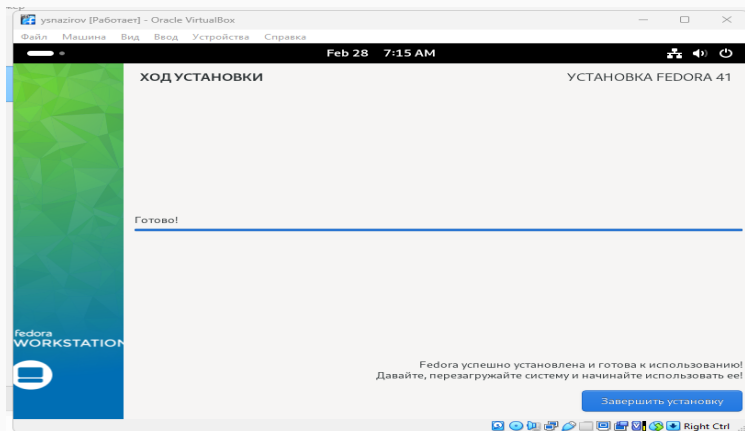 ysnazirov [Работает] - Oracle VirtualBox
Файл Машина Вид Ввод Устройства Справка
Feb 28 7:15 AM
ХОД УСТАНОВКИ
УСТАНОВКА FEDORA 41
Готово!
fedora
WORKSTATION
Fedora успешно установлена и готова к использованию!
Давайте, перезагружайте систему и начинайте использовать ее!
Завершить установку
Right Ctrl